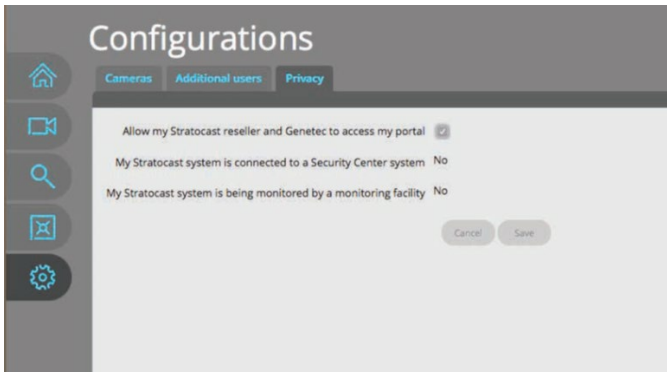 Configurations
Cameras Additional users Privacy
Allow my Stratocast reseller and Genetec to access my portal
My Stratocast system is connected to a Security Center system No
My Stratocast system is being monitored by a monitoring facility No
Cancel Save